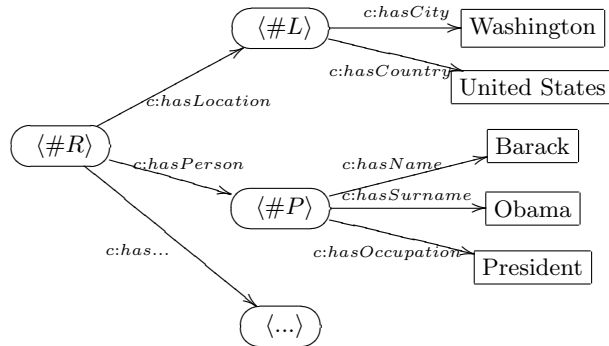 ⟨#L⟩
c:hasCity
Washington
c:hasCountry
United States
c:hasLocation
⟨#R⟩
c:hasPerson
⟨#P⟩
c:hasName
Barack
c:hasSurname
Obama
c:hasOccupation
President
c:has...
⟨...⟩